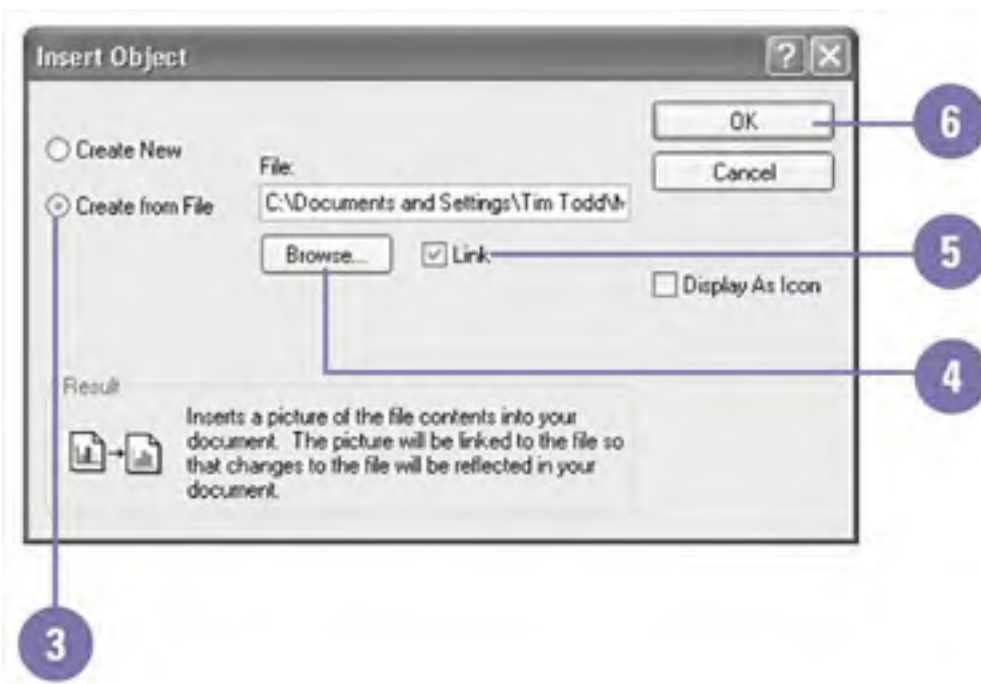 Insert Object
Create New
Create from File
File:
C:\Documents and Settings\Tim Todd\M
Browse...
Link
OK
Cancel
Display As Icon
Result
Inserts a picture of the file contents into your
document. The picture will be linked to the file so
that changes to the file will be reflected in your
document.
6
5
4
3